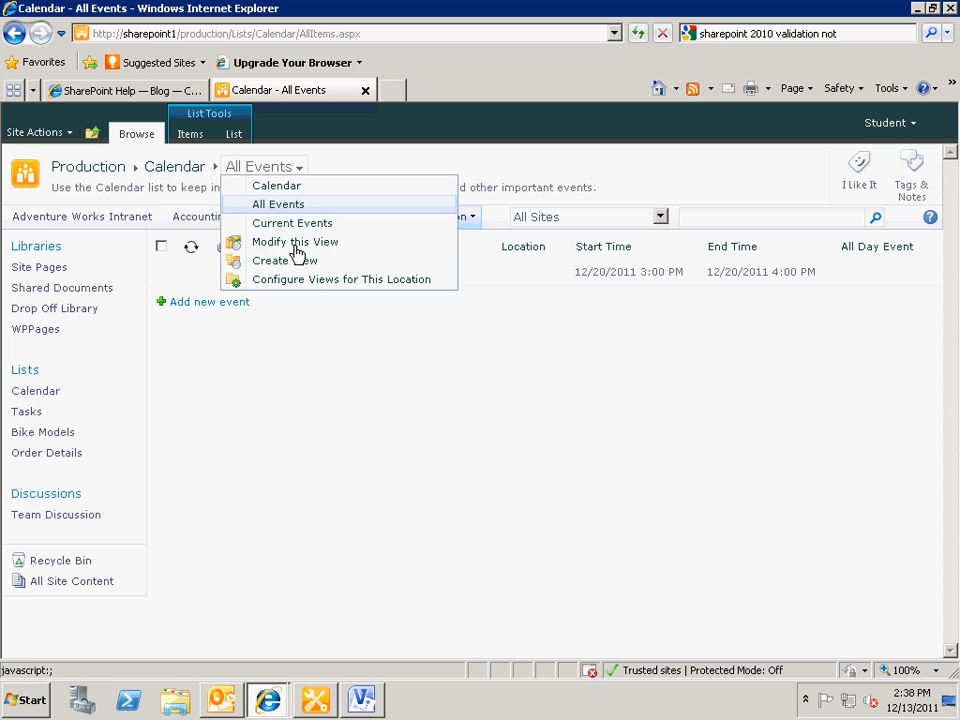 Calendar - All Events - Windows Internet Explorer
http://sharepoint1/production/Lists/Calendar/AllItems.aspx
sharepoint 2010 validation not
Favorites
Suggested Sites
Upgrade Your Browser
SharePoint Help — Blog — C...
Calendar - All Events
Page
Safety
Tools
List Tools
Site Actions
Browse
Items
List
Student
Production
Calendar
All Events
Use the Calendar list to keep in
d other important events.
I Like It
Tags &
Notes
Calendar
All Events
Current Events
Modify this View
Create View
Configure Views for This Location
Adventure Works Intranet
Accountin
on
All Sites
Libraries
Site Pages
Shared Documents
Drop Off Library
WPPages
Location
Start Time
End Time
All Day Event
12/20/2011 3:00 PM
12/20/2011 4:00 PM
Add new event
Lists
Calendar
Tasks
Bike Models
Order Details
Discussions
Team Discussion
Recycle Bin
All Site Content
javascript:;
Trusted sites | Protected Mode: Off
100%
Start
2:38 PM
12/13/2011